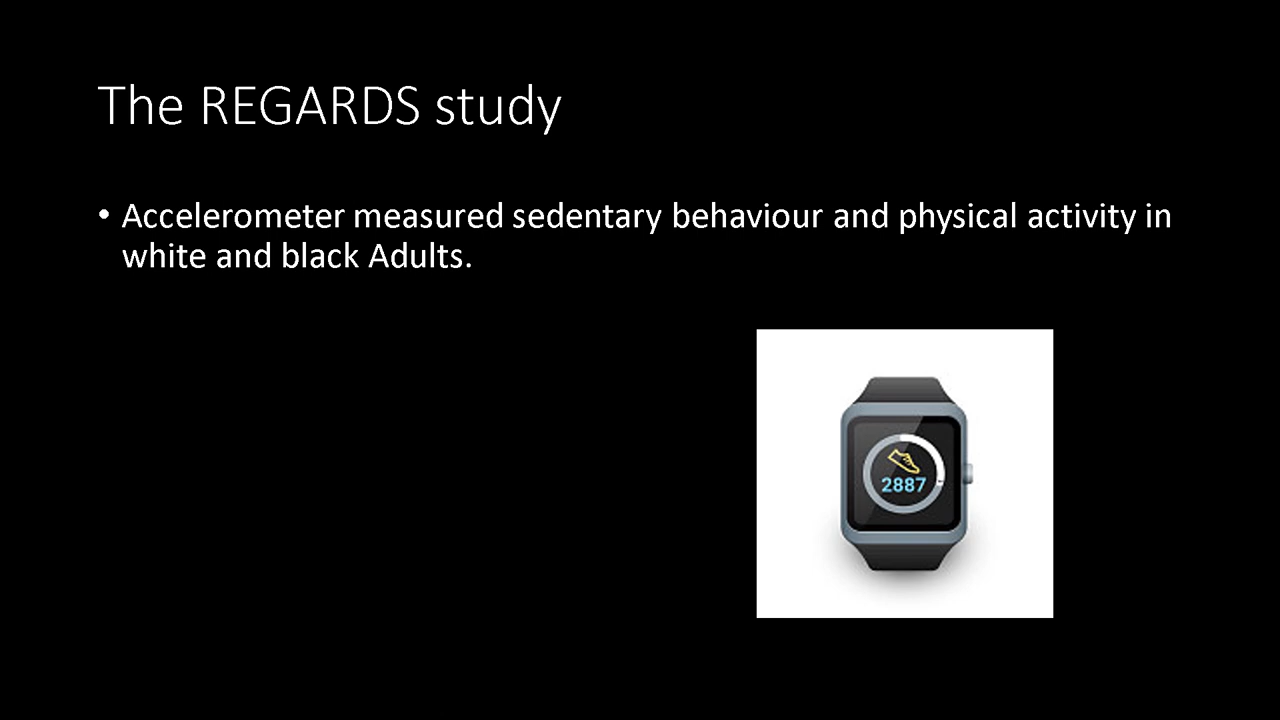 The REGARDS study
• Accelerometer measured sedentary behaviour and physical activity in
white and black Adults.
2887